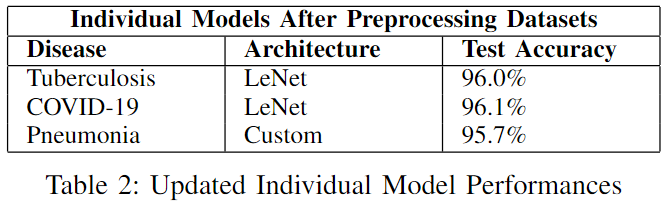 Individual Models After Preprocessing Datasets
Disease Architecture Test Accuracy
Tuberculosis LeNet 96.0%
COVID-19 LeNet 96.1%
Pneumonia Custom 95.7%
Table 2: Updated Individual Model Performances